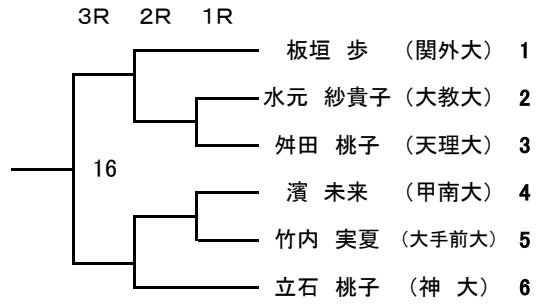 3R 2R 1R
板垣 歩 (関外大) 1
水元 紗貴子 (大教大) 2
舛田 桃子 (天理大) 3
16
濱 未来 (甲南大) 4
竹内 実夏 (大手前大) 5
立石 桃子 (神 大) 6